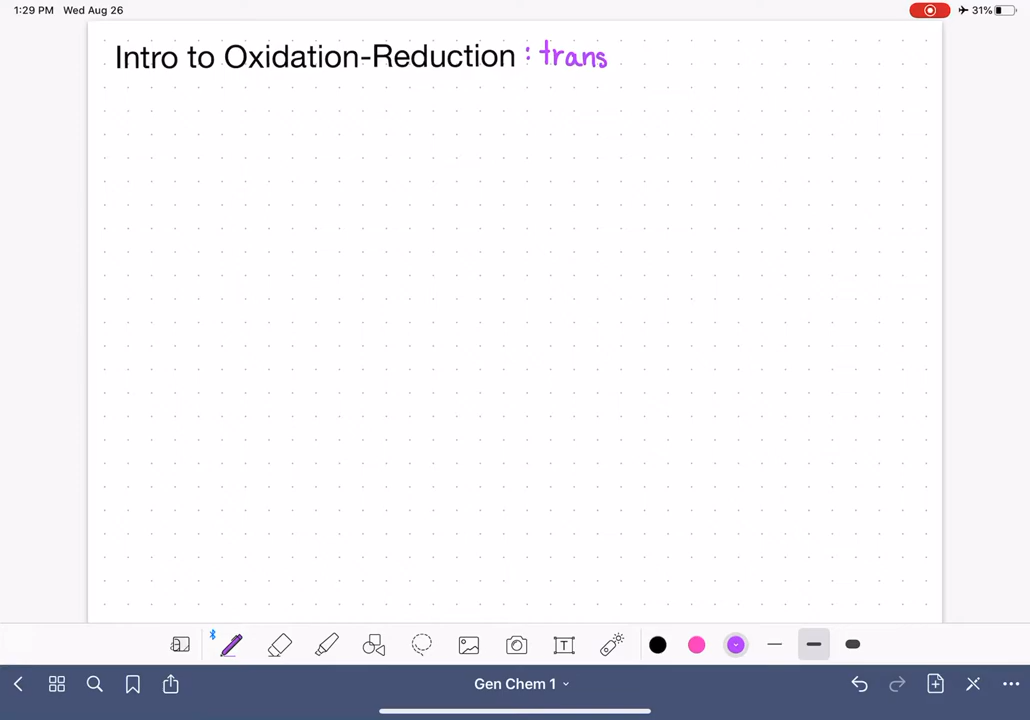 1:29 PM Wed Aug 26 31%
Intro to Oxidation-Reduction : trans
T
Gen Chem 1